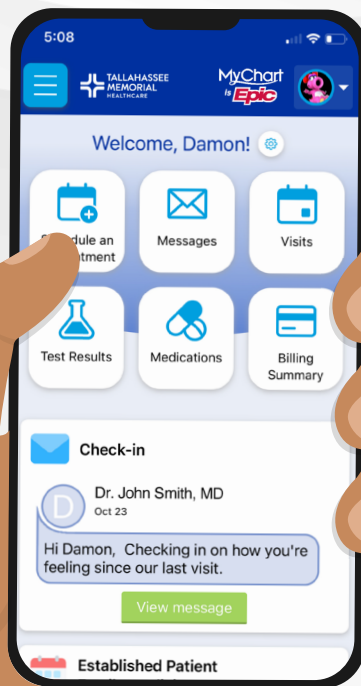 5:08
TALLAHASSEE
MEMORIAL
HEALTHCARE
MyChart
is Epic
Welcome, Damon!
an
Messages
Visits
Test Results
Medications
Billing
Summary
Check-in
D
Dr. John Smith, MD
Oct 23
Hi Damon, Checking in on how you're
feeling since our last visit.
View message
Established Patient